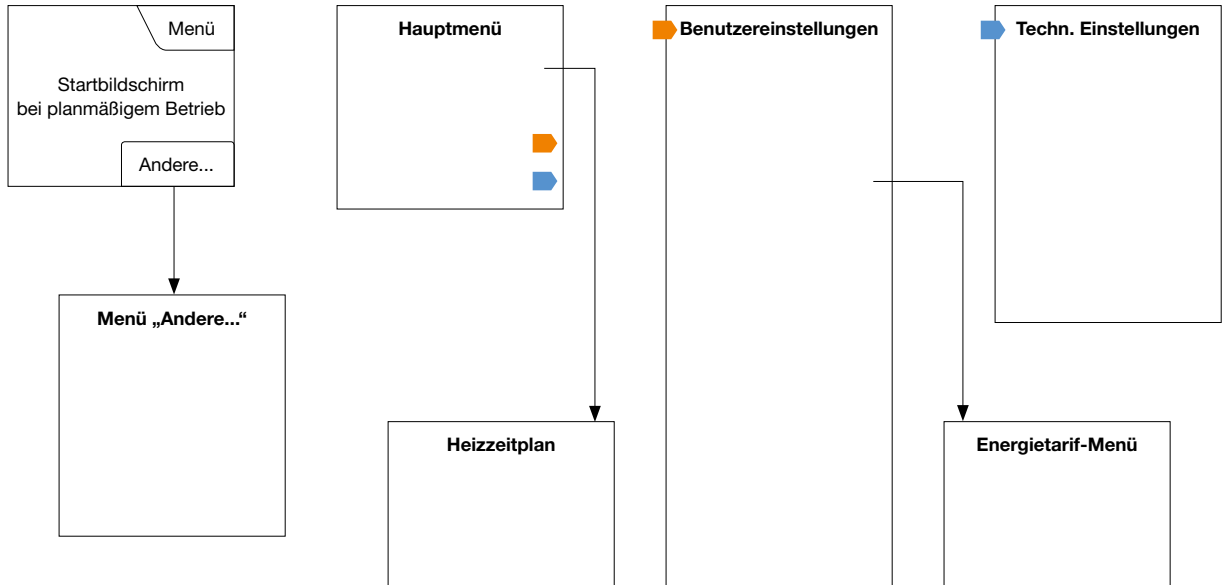 Menü
Startbildschirm
bei planmäßigem Betrieb
Andere...
Menü „Andere...“
Hauptmenü
Heizzeitplan
Benutzereinstellungen
Techn. Einstellungen
Energietarif-Menü